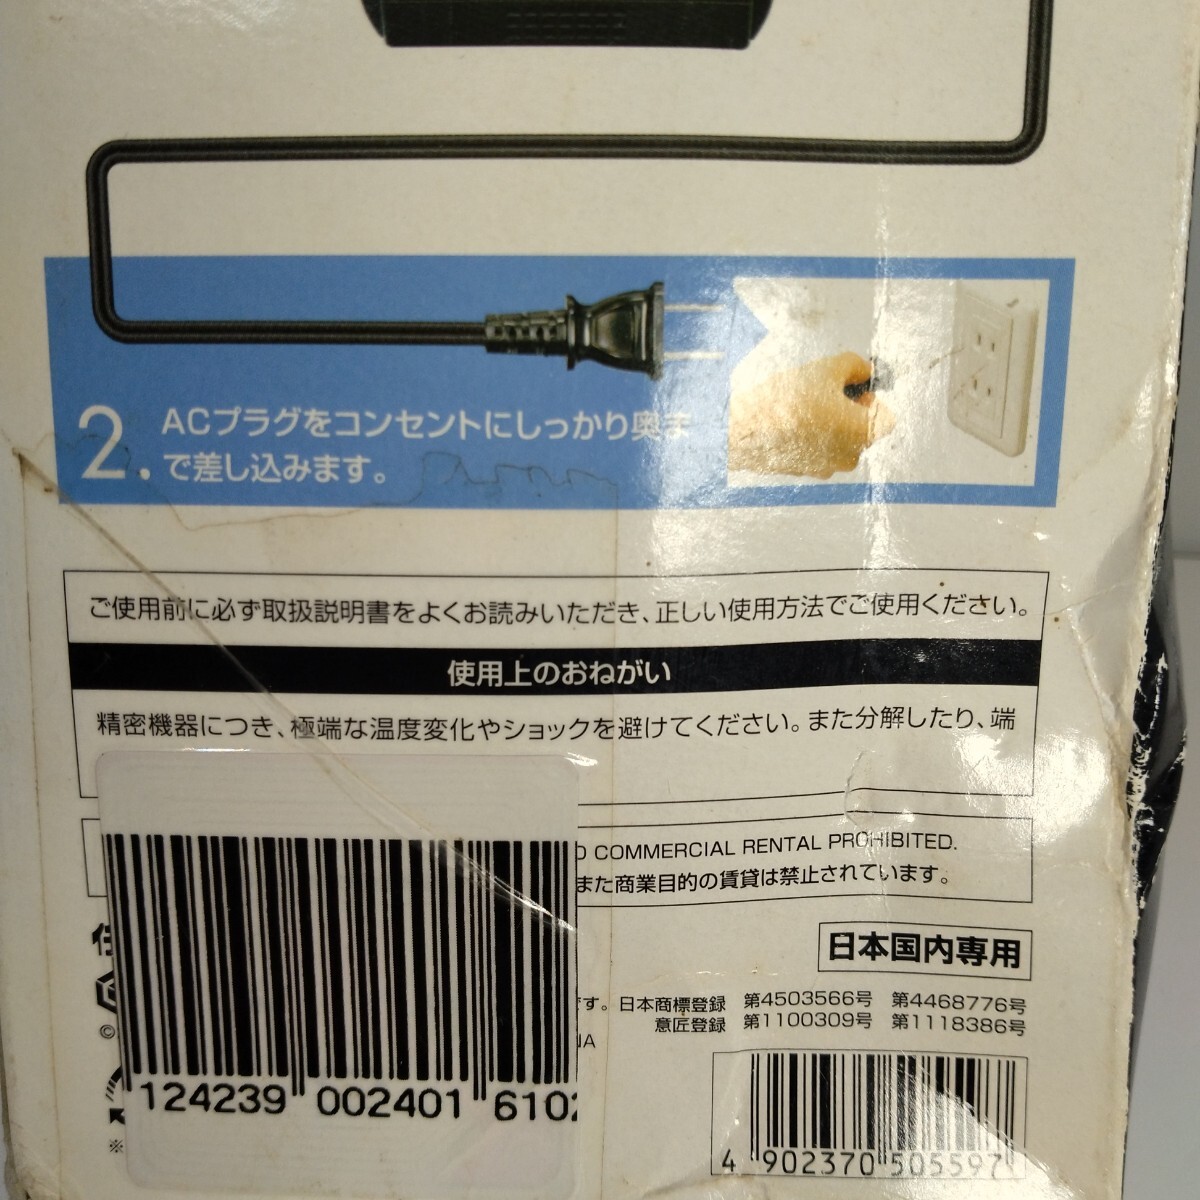 2. ACプラグをコンセントにしっかり奥ま
で差し込みます。
ご使用前に必ず取扱説明書をよくお読みいただき、正しい使用方法でご使用ください。
使用上のおねがい
精密機器につき、極端な温度変化やショックを避けてください。また分解したり、端
COMMERCIAL RENTAL PROHIBITED.
また商業目的の賃貸は禁止されています。
日本国内専用
す。日本商標登録 第4503566号 第4468776号
意匠登録 第1100309号 第1118386号
©
NA
124239 002401 6102
※
4 902370 505597